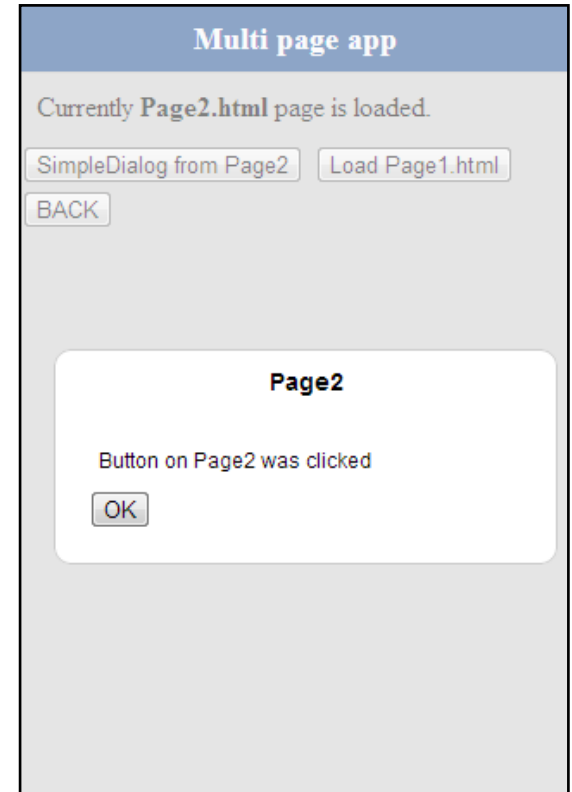 Multi page app
Currently Page2.html page is loaded.
SimpleDialog from Page2 Load Page1.html
BACK
Page2
Button on Page2 was clicked
OK